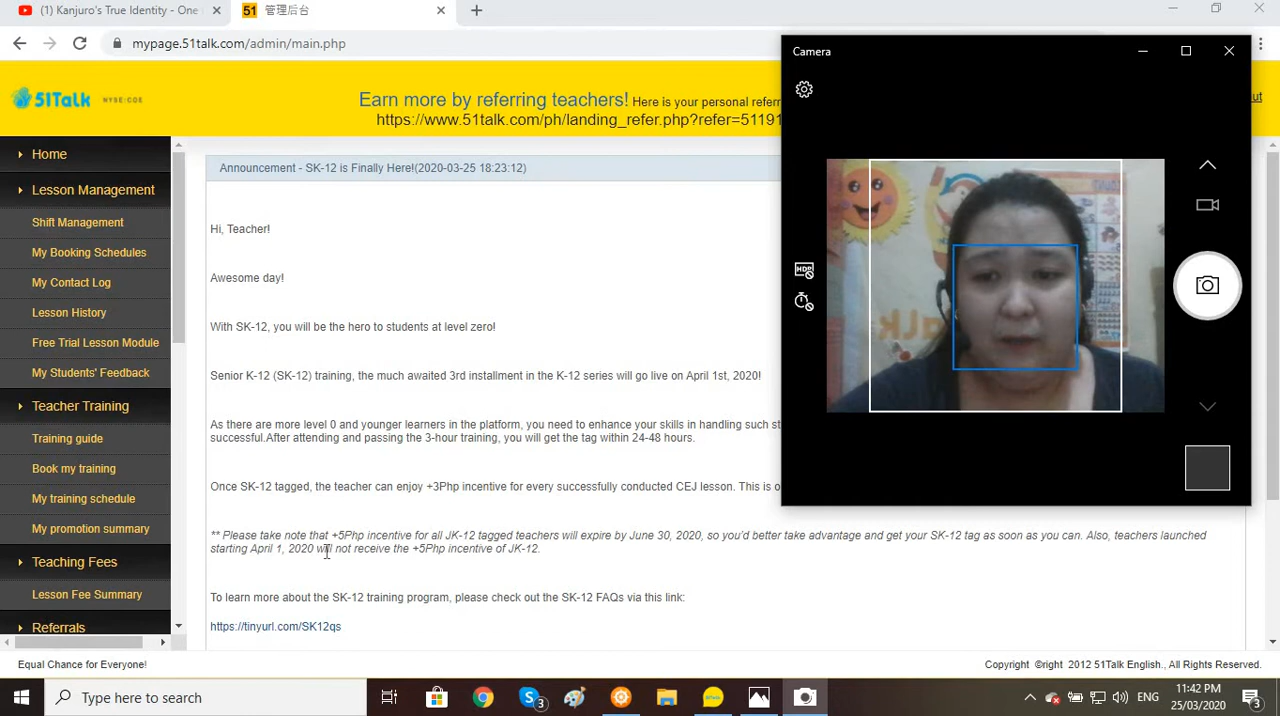 (1) Kanjuro's True Identity - One
51 管理后台
mypage.51talk.com/admin/main.php
Camera
51Talk
Earn more by referring teachers! Here is your personal referr
https://www.51talk.com/ph/landing_refer.php?refer=51191
ut
Home
Lesson Management
Shift Management
My Booking Schedules
My Contact Log
Lesson History
Free Trial Lesson Module
My Students' Feedback
Teacher Training
Training guide
Book my training
My training schedule
My promotion summary
Teaching Fees
Lesson Fee Summary
Referrals
Announcement - SK-12 is Finally Here!(2020-03-25 18:23:12)
Hi, Teacher!
Awesome day!
With SK-12, you will be the hero to students at level zero!
Senior K-12 (SK-12) training, the much awaited 3rd installment in the K-12 series will go live on April 1st, 2020!
As there are more level 0 and younger learners in the platform, you need to enhance your skills in handling such st
successful.After attending and passing the 3-hour training, you will get the tag within 24-48 hours.
Once SK-12 tagged, the teacher can enjoy +3Php incentive for every successfully conducted CEJ lesson. This is o
** Please take note that +5Php incentive for all JK-12 tagged teachers will expire by June 30, 2020, so you'd better take advantage and get your SK-12 tag as soon as you can. Also, teachers launched
starting April 1, 2020 will not receive the +5Php incentive of JK-12.
To learn more about the SK-12 training program, please check out the SK-12 FAQs via this link:
https://tinyurl.com/SK12qs
HDR
alk
Equal Chance for Everyone!
Copyright ©right 2012 51Talk English., All Rights Reserved.
Type here to search
3
51Talk
ENG
11:42 PM
25/03/2020
3